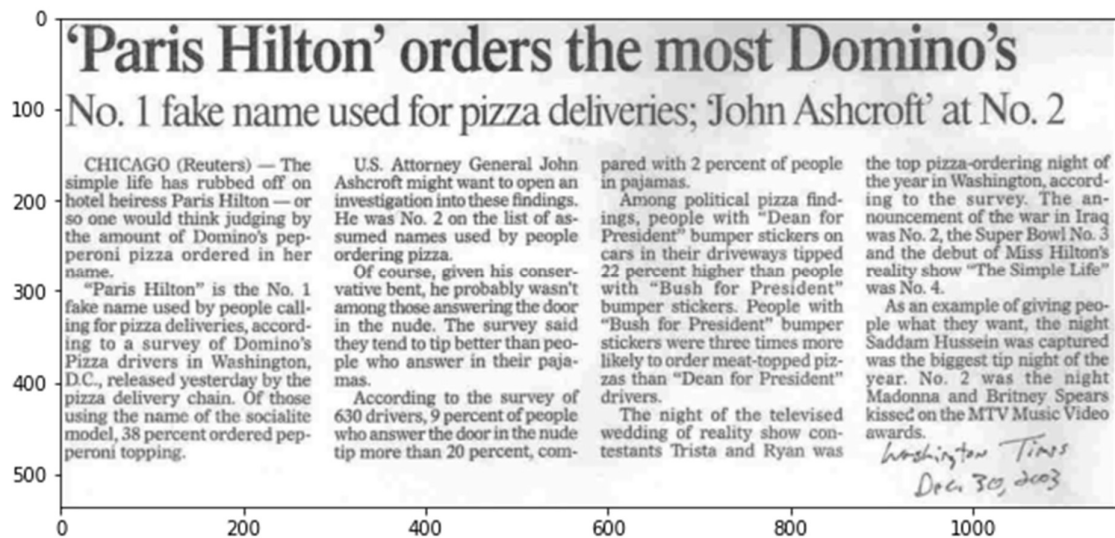 ‘Paris Hilton’ orders the most Domino’s
No. 1 fake name used for pizza deliveries; ‘John Ashcroft’ at No. 2
CHICAGO (Reuters) — The
simple life has rubbed off on
hotel heiress Paris Hilton — or
so one would think judging by
the amount of Domino’s pep-
peroni pizza ordered in her
name.
“Paris Hilton” is the No. 1
fake name used by people call-
ing for pizza deliveries, accord-
ing to a survey of Domino’s
Pizza drivers in Washington,
D.C., released yesterday by the
pizza delivery chain. Of those
using the name of the socialite
model, 38 percent ordered pep-
peroni topping.
U.S. Attorney General John
Ashcroft might want to open an
investigation into these findings.
He was No. 2 on the list of as-
sumed names used by people
ordering pizza.
Of course, given his conser-
vative bent, he probably wasn’t
among those answering the door
in the nude. The survey said
they tend to tip better than peo-
ple who answer in their paja-
mas.
According to the survey of
630 drivers, 9 percent of people
who answer the door in the nude
tip more than 20 percent, com-
pared with 2 percent of people
in pajamas.
Among political pizza find-
ings, people with “Dean for
President” bumper stickers on
cars in their driveways tipped
22 percent higher than people
with “Bush for President”
bumper stickers. People with
“Bush for President” bumper
stickers were three times more
likely to order meat-topped piz-
zas than “Dean for President”
drivers.
The night of the televised
wedding of reality show con-
testants Trista and Ryan was
the top pizza-ordering night of
the year in Washington, accord-
ing to the survey. The an-
nouncement of the war in Iraq
was No. 2, the Super Bowl No. 3
and the debut of Miss Hilton’s
reality show “The Simple Life”
was No. 4.
As an example of giving peo-
ple what they want, the night
Saddam Hussein was captured
was the biggest tip night of the
year. No. 2 was the night
Madonna and Britney Spears
kissed on the MTV Music Video
awards.
Washington Times
Dec. 30, 2003
0
100
200
300
400
500
0 200 400 600 800 1000